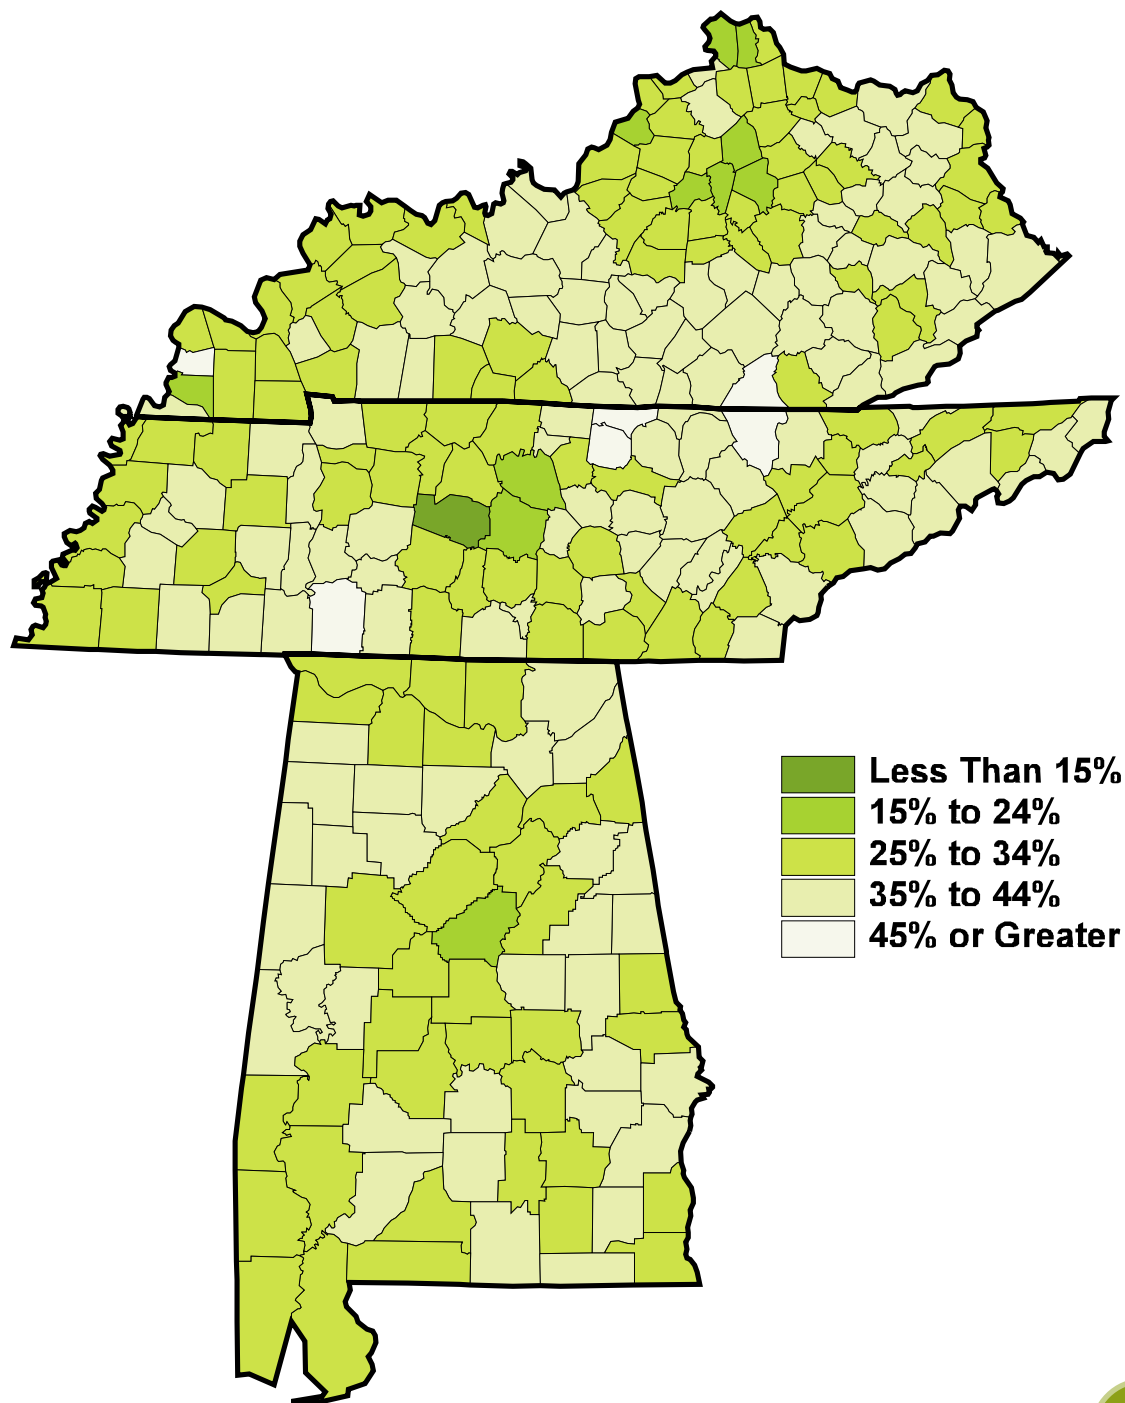 Less Than 15%
15% to 24%
25% to 34%
35% to 44%
45% or Greater